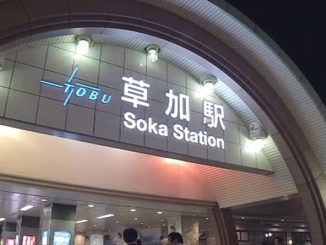 TOBU
草加駅
Soka Station